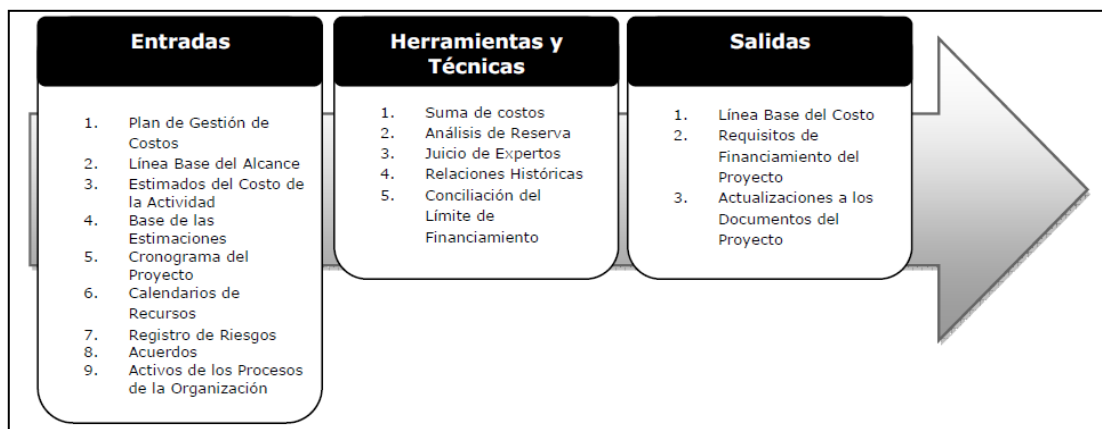 Entradas
1. Plan de Gestión de
Costos
2. Línea Base del Alcance
3. Estimados del Costo de
la Actividad
4. Base de las
Estimaciones
5. Cronograma del
Proyecto
6. Calendarios de
Recursos
7. Registro de Riesgos
8. Acuerdos
9. Activos de los Procesos
de la Organización
Herramientas y
Técnicas
1. Suma de costos
2. Análisis de Reserva
3. Juicio de Expertos
4. Relaciones Históricas
5. Conciliación del
Límite de
Financiamiento
Salidas
1. Línea Base del Costo
2. Requisitos de
Financiamiento del
Proyecto
3. Actualizaciones a los
Documentos del
Proyecto